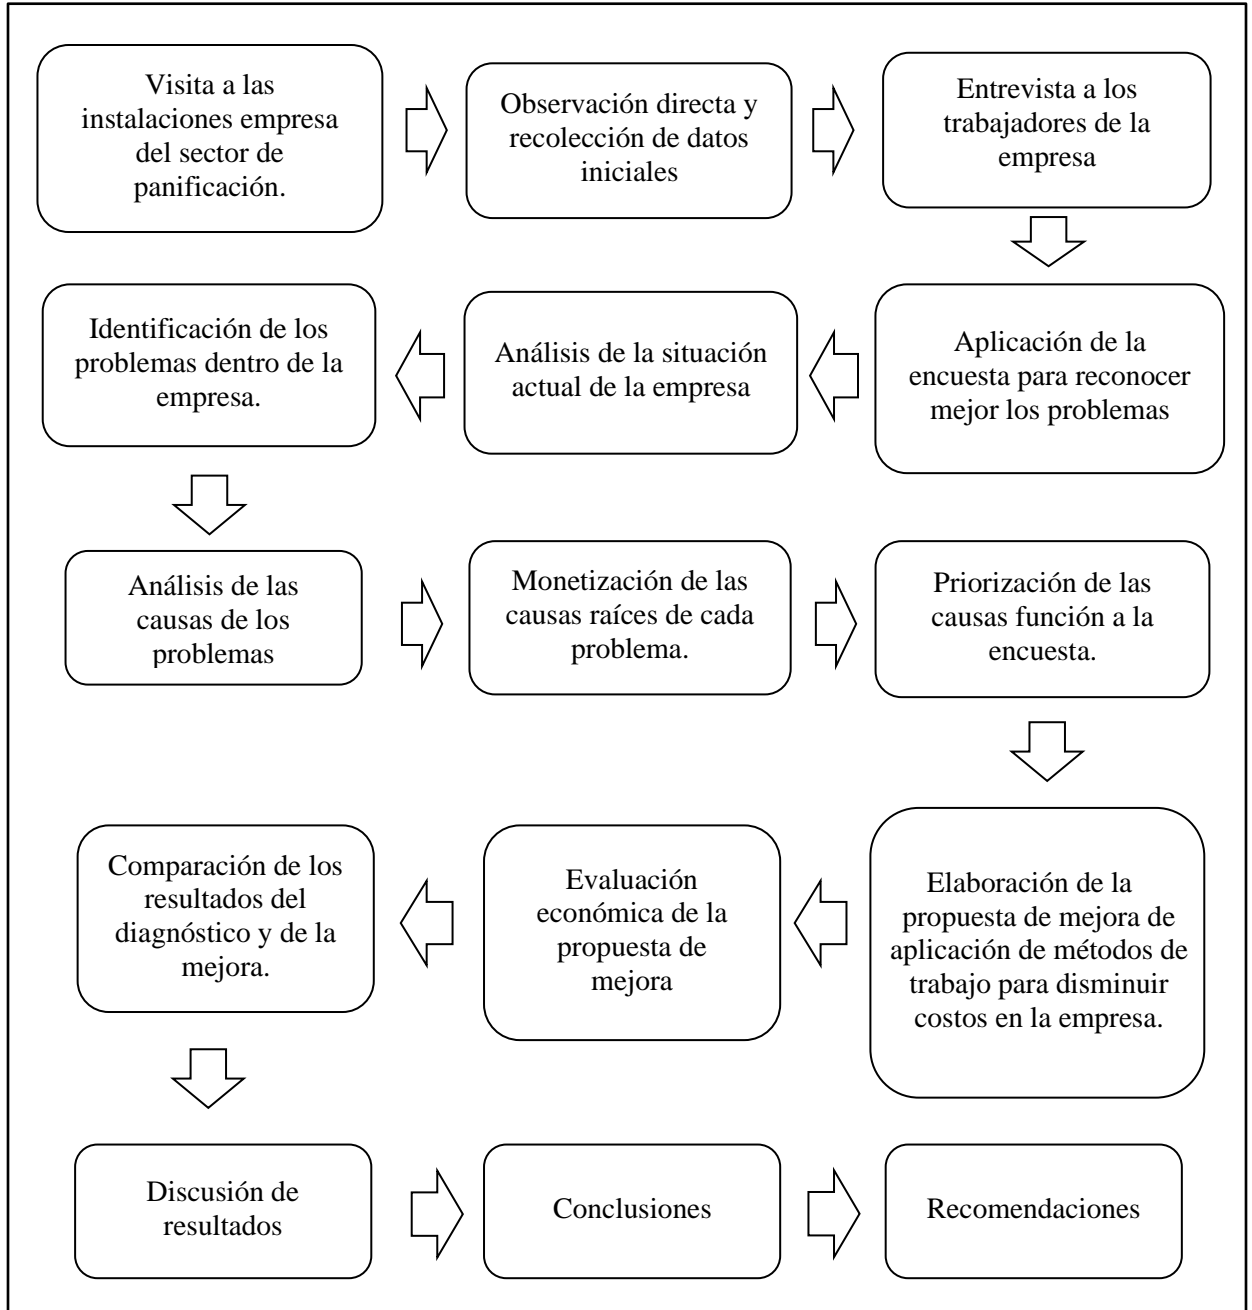 Visita a las
instalaciones empresa
del sector de
panificación.
Observación directa y
recolección de datos
iniciales
Entrevista a los
trabajadores de la
empresa
Aplicación de la
encuesta para reconocer
mejor los problemas
Análisis de la situación
actual de la empresa
Identificación de los
problemas dentro de la
empresa.
Análisis de las
causas de los
problemas
Monetización de las
causas raíces de cada
problema.
Priorización de las
causas función a la
encuesta.
Elaboración de la
propuesta de mejora de
aplicación de métodos de
trabajo para disminuir
costos en la empresa.
Evaluación
económica de la
propuesta de
mejora
Comparación de los
resultados del
diagnóstico y de la
mejora.
Discusión de
resultados
Conclusiones
Recomendaciones